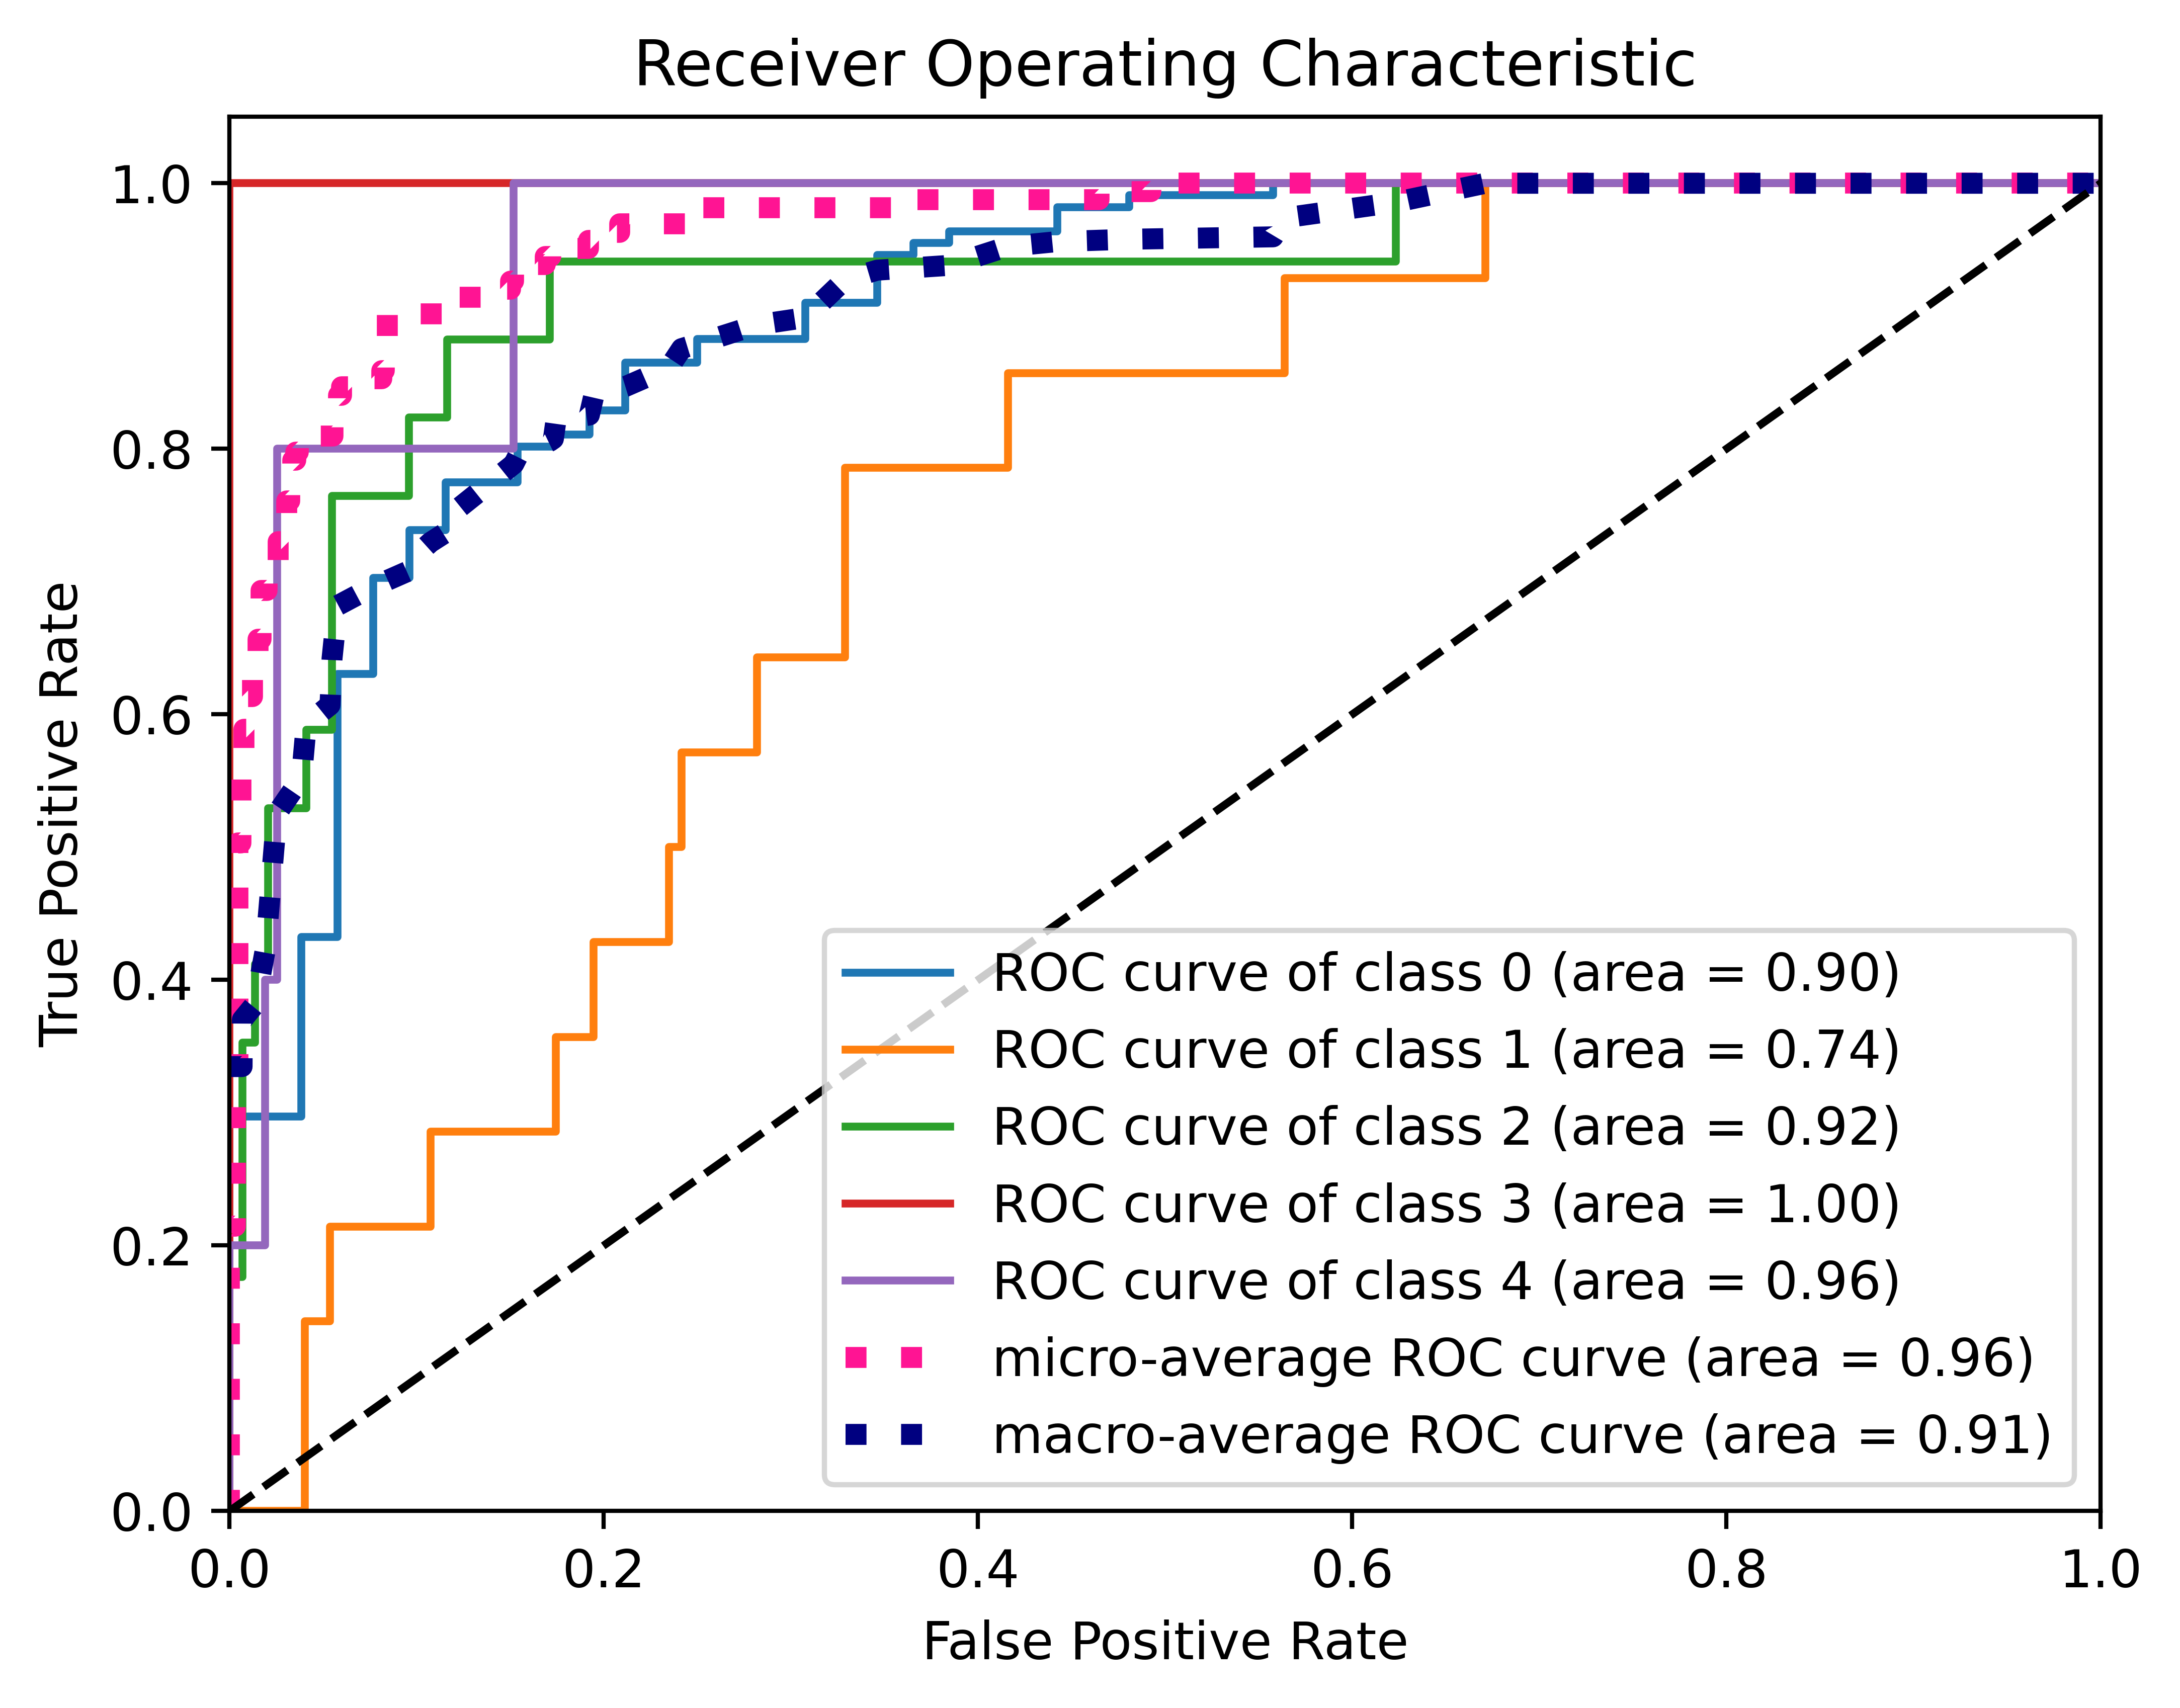 Receiver Operating Characteristic
True Positive Rate
1.0
0.8
0.6
0.4
0.2
0.0
ROC curve of class 0 (area = 0.90)
ROC curve of class 1 (area = 0.74)
ROC curve of class 2 (area = 0.92)
ROC curve of class 3 (area = 1.00)
ROC curve of class 4 (area = 0.96)
micro-average ROC curve (area = 0.96)
macro-average ROC curve (area = 0.91)
0.0 0.2 0.4 0.6 0.8 1.0
False Positive Rate